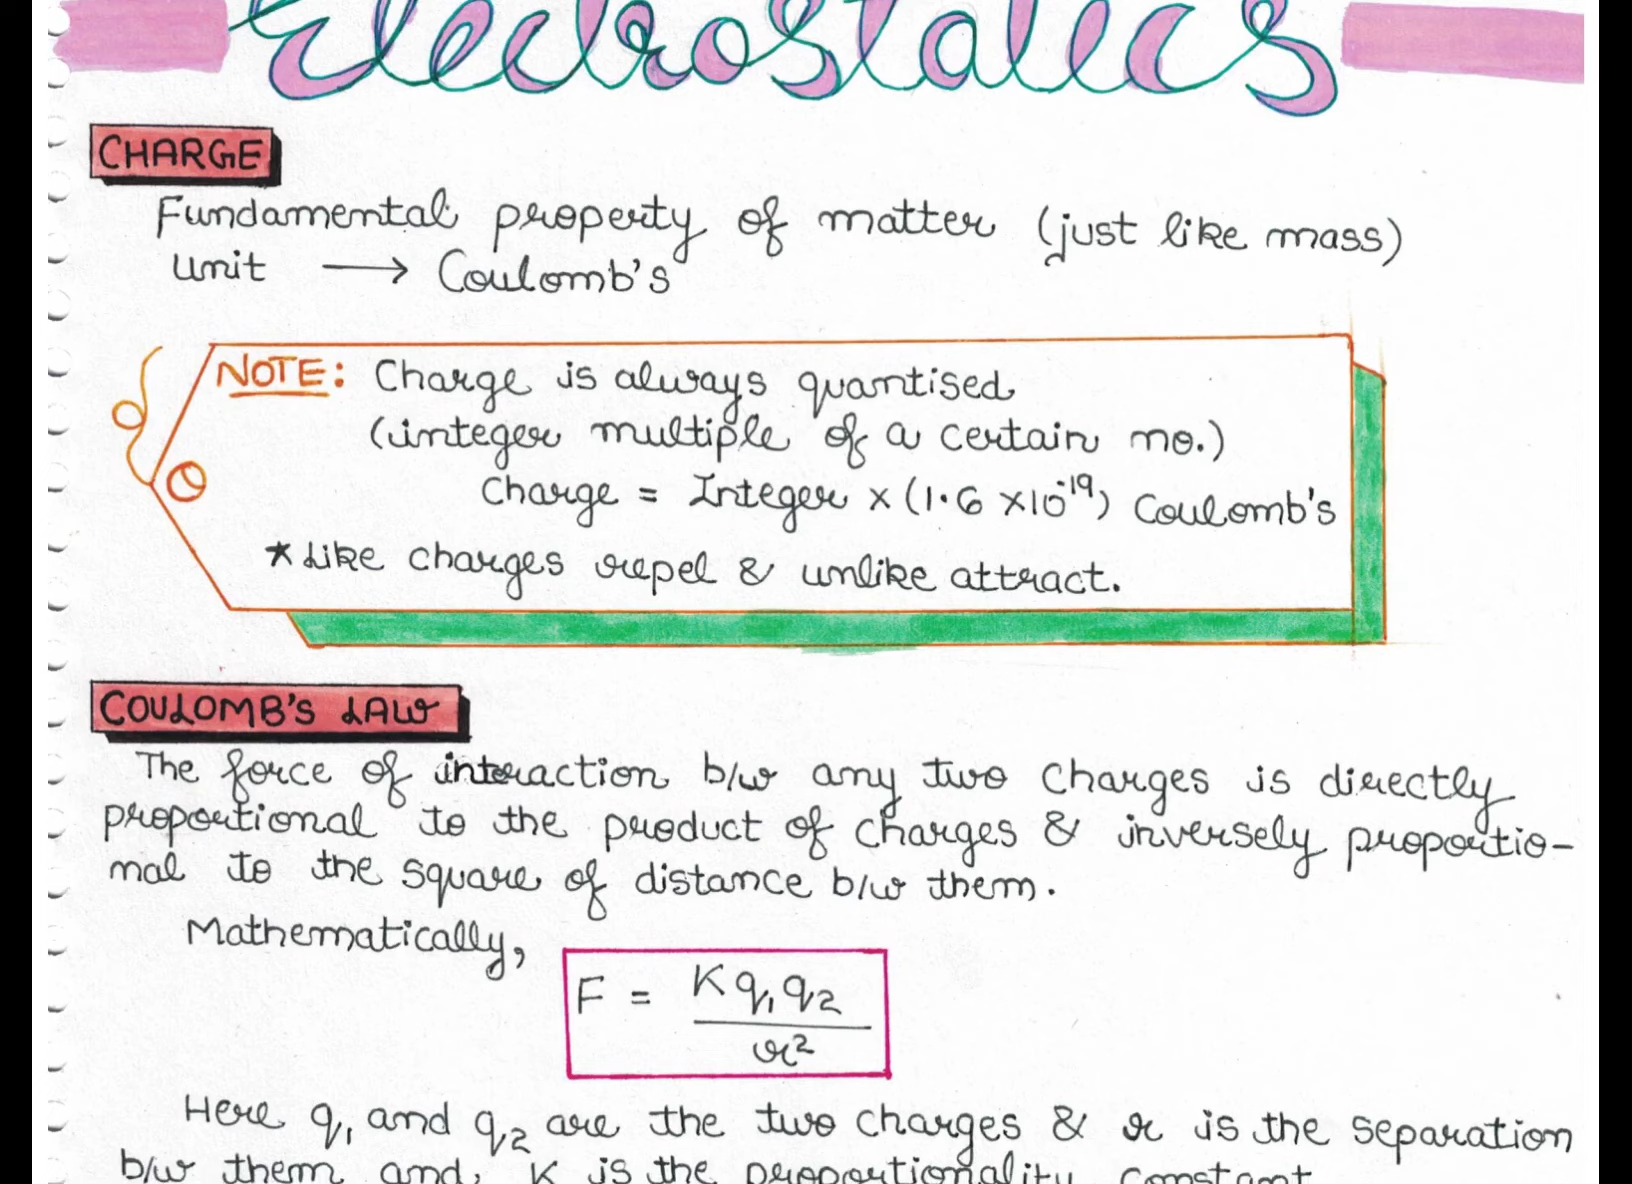 Electrostatics
CHARGE
Fundamental property of matter (just like mass)
unit ⟶ Coulomb's
NOTE: Charge is always quantised
(integer multiple of a certain no.)
Charge = Integer × (1.6 ×10⁻¹⁹) Coulomb's
*Like charges repel & unlike attract.
COULOMB'S LAW
The force of interaction b/w any two charges is directly
proportional to the product of charges & inversely proportio-
nal to the square of distance b/w them.
Mathematically,
F = Kq₁q₂ / r²
Here q₁ and q₂ are the two charges & r is the separation
b/w them and, K is the proportionality constant